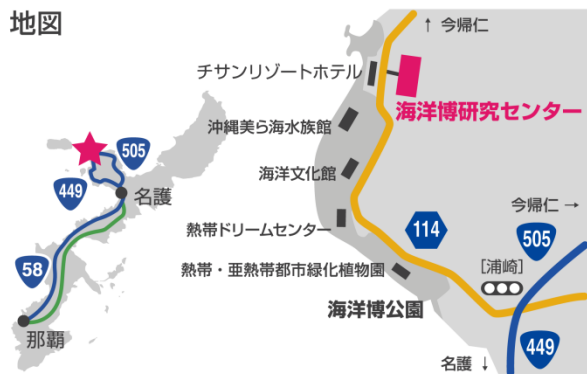 地図
↑ 今帰仁
チサンリゾートホテル
海洋博研究センター
沖縄美ら海水族館
505
海洋文化館
449
名護
今帰仁 →
熱帯ドリームセンター
114
505
58
[浦崎]
熱帯・亜熱帯都市緑化植物園
海洋博公園
那覇
449
名護 ↓